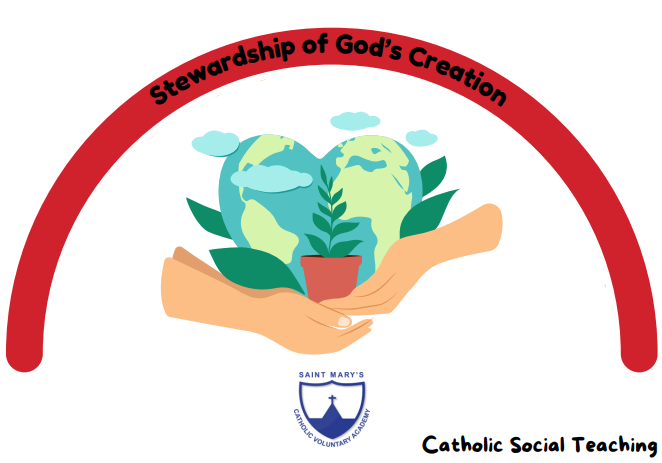 Stewardship of God's Creation
SAINT MARY'S
CATHOLIC VOLUNTARY ACADEMY
Catholic Social Teaching